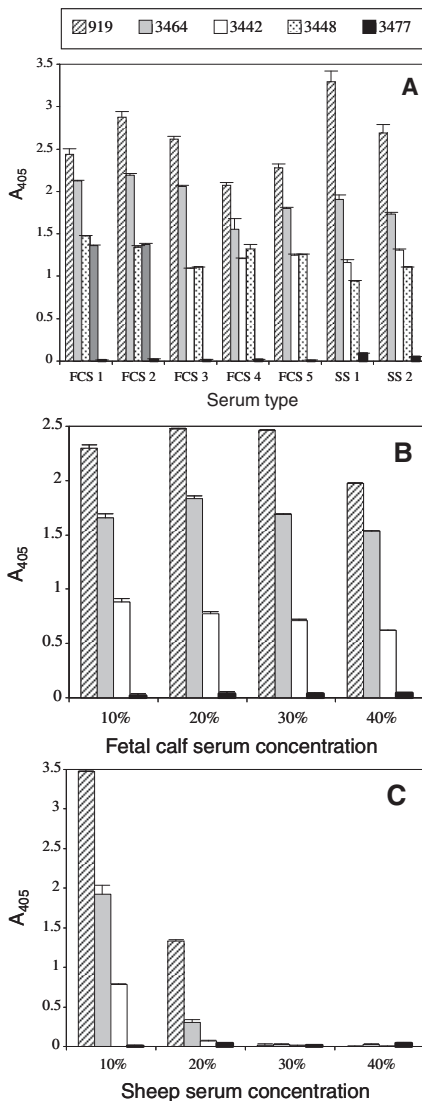 919 3464 3442 3448 3477
A
3.5
3
2.5
2
1.5
1
0.5
0
A405
FCS 1 FCS 2 FCS 3 FCS 4 FCS 5 SS 1 SS 2
Serum type
B
2.5
2
1.5
1
0.5
0
A405
10% 20% 30% 40%
Fetal calf serum concentration
C
3.5
3
2.5
2
1.5
1
0.5
0
A405
10% 20% 30% 40%
Sheep serum concentration